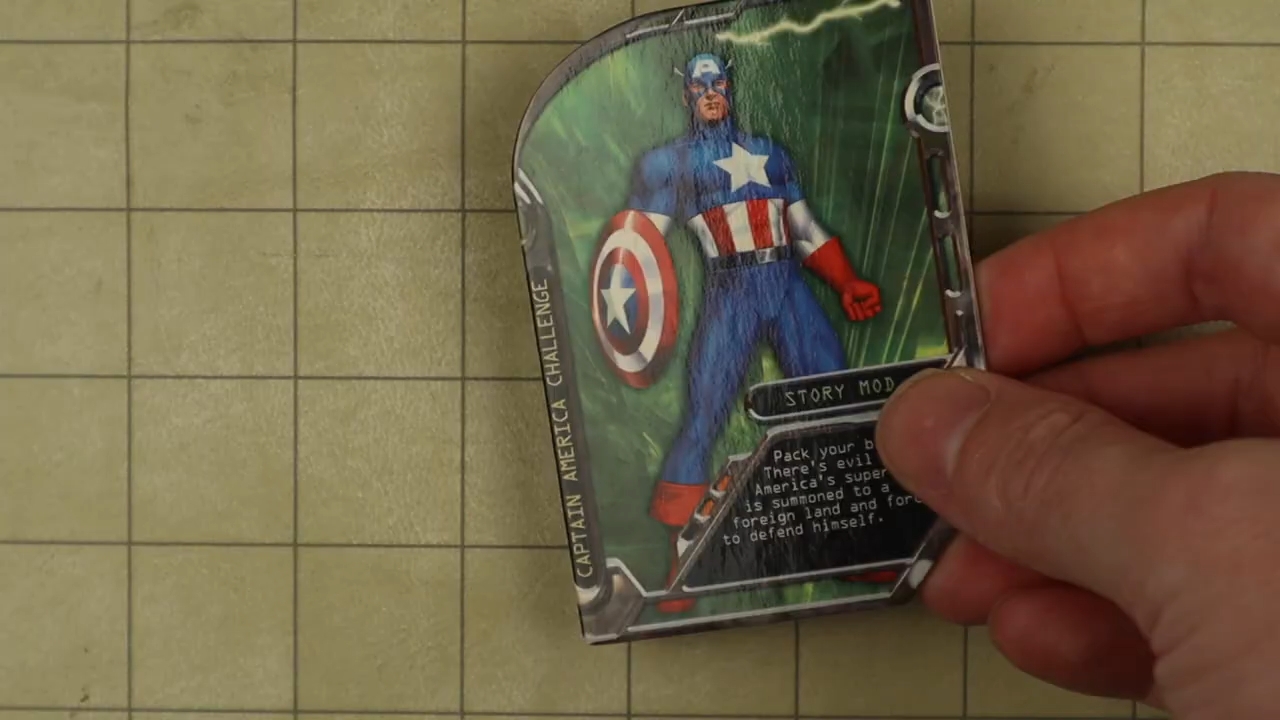 CAPTAIN AMERICA CHALLENGE
STORY MOD
Pack your b
There's evil
America's super
is summoned to a
foreign land and forc
to defend himself.